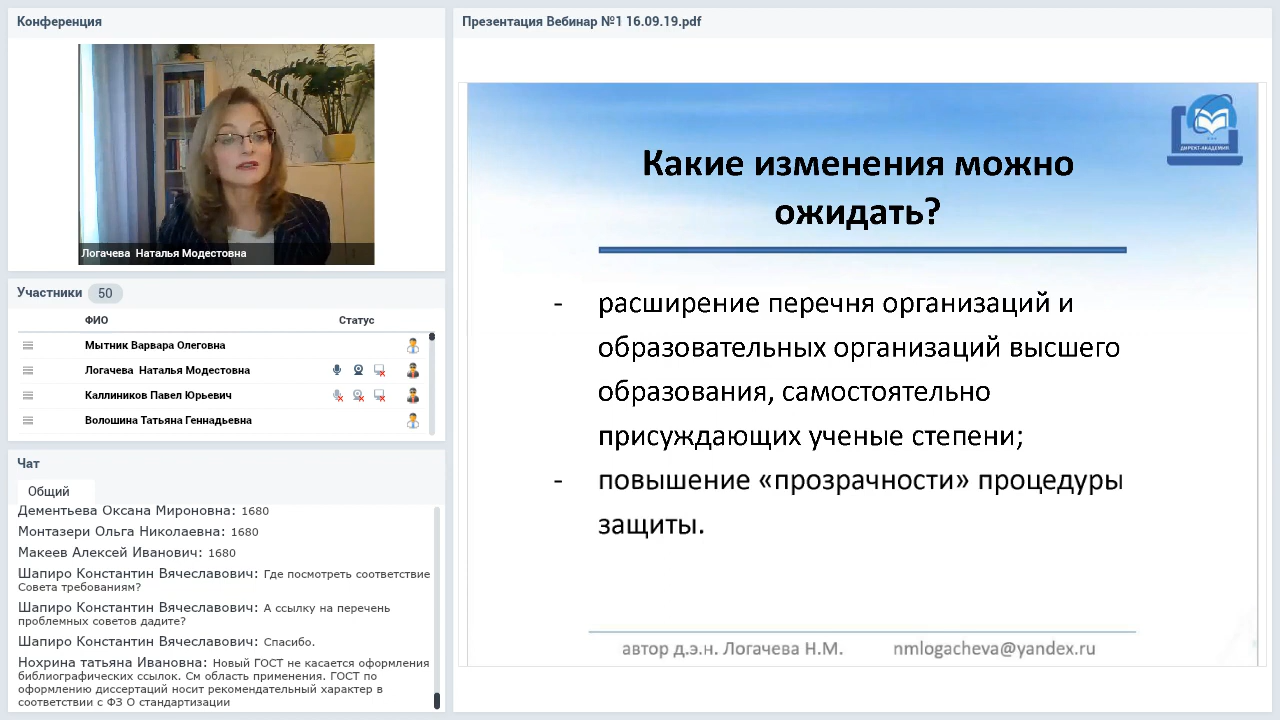 Конференция
Логачева  Наталья Модестовна
Участники 50
ФИО Статус
Мытник Варвара Олеговна
Логачева  Наталья Модестовна
Каллиников Павел Юрьевич
Волошина Татьяна Геннадьевна
Чат
Общий
Дементьева Оксана Мироновна: 1680
Монтазери Ольга Николаевна: 1680
Макеев Алексей Иванович: 1680
Шапиро Константин Вячеславович: Где посмотреть соответствие
Совета требованиям?
Шапиро Константин Вячеславович: А ссылку на перечень
проблемных советов дадите?
Шапиро Константин Вячеславович: Спасибо.
Нохрина татьяна Ивановна: Новый ГОСТ не касается оформления
библиографических ссылок. См область применения. ГОСТ по
оформлению диссертаций носит рекомендательный характер в
соответствии с ФЗ О стандартизации
Презентация Вебинар №1 16.09.19.pdf
ДИРЕКТ-АКАДЕМИЯ
Какие изменения можно
ожидать?
- расширение перечня организаций и
образовательных организаций высшего
образования, самостоятельно
присуждающих ученые степени;
- повышение «прозрачности» процедуры
защиты.
автор д.э.н. Логачева Н.М. nmlogacheva@yandex.ru